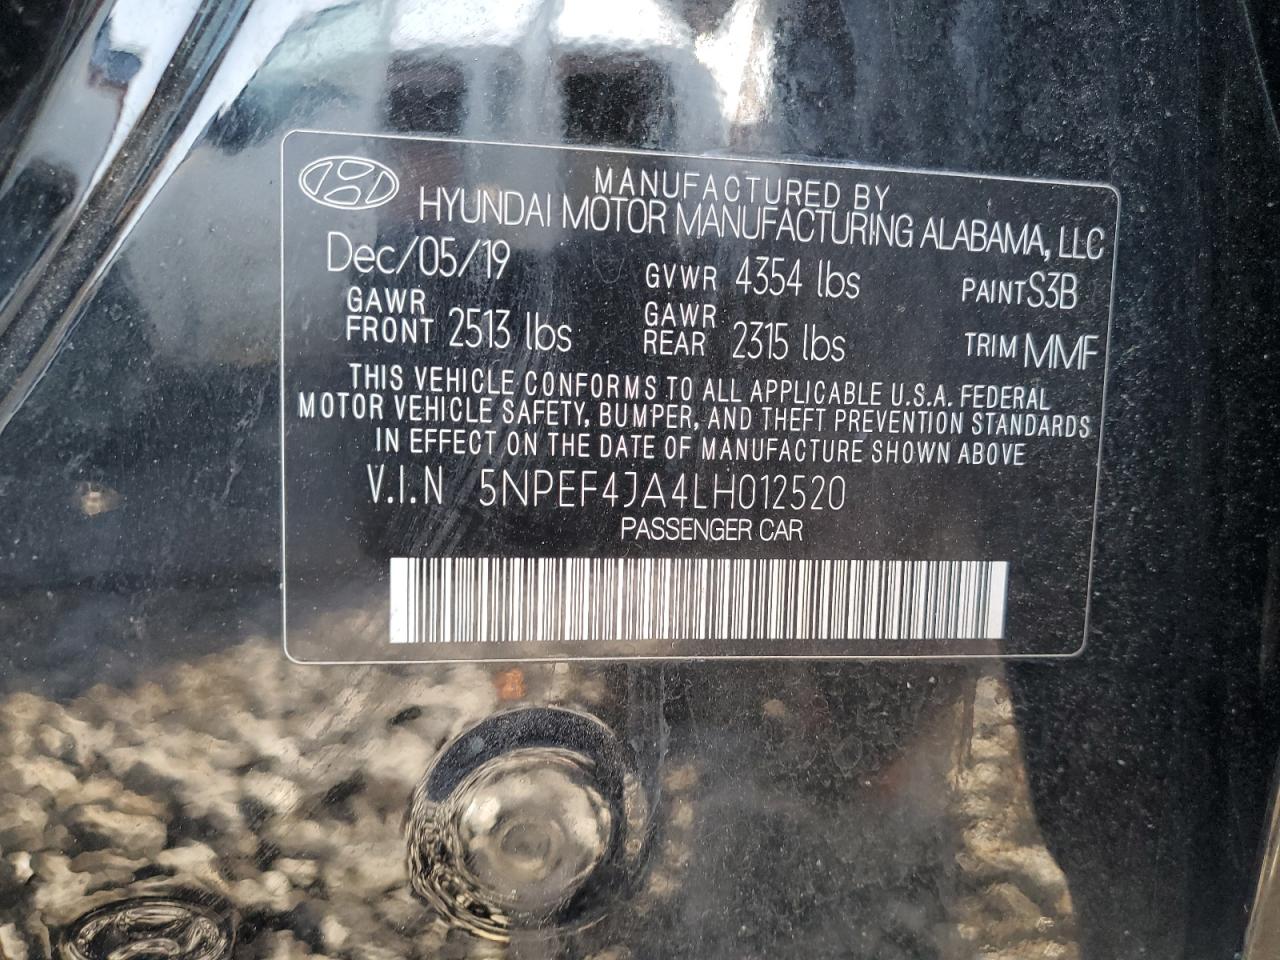 MANUFACTURED BY
HYUNDAI MOTOR MANUFACTURING ALABAMA, LLC
Dec/05/19 GVWR 4354 lbs PAINT S3B
GAWR FRONT 2513 lbs GAWR REAR 2315 lbs TRIM MMF
THIS VEHICLE CONFORMS TO ALL APPLICABLE U.S.A. FEDERAL
MOTOR VEHICLE SAFETY, BUMPER, AND THEFT PREVENTION STANDARDS
IN EFFECT ON THE DATE OF MANUFACTURE SHOWN ABOVE
V.I.N 5NPEF4JA4LH012520
PASSENGER CAR